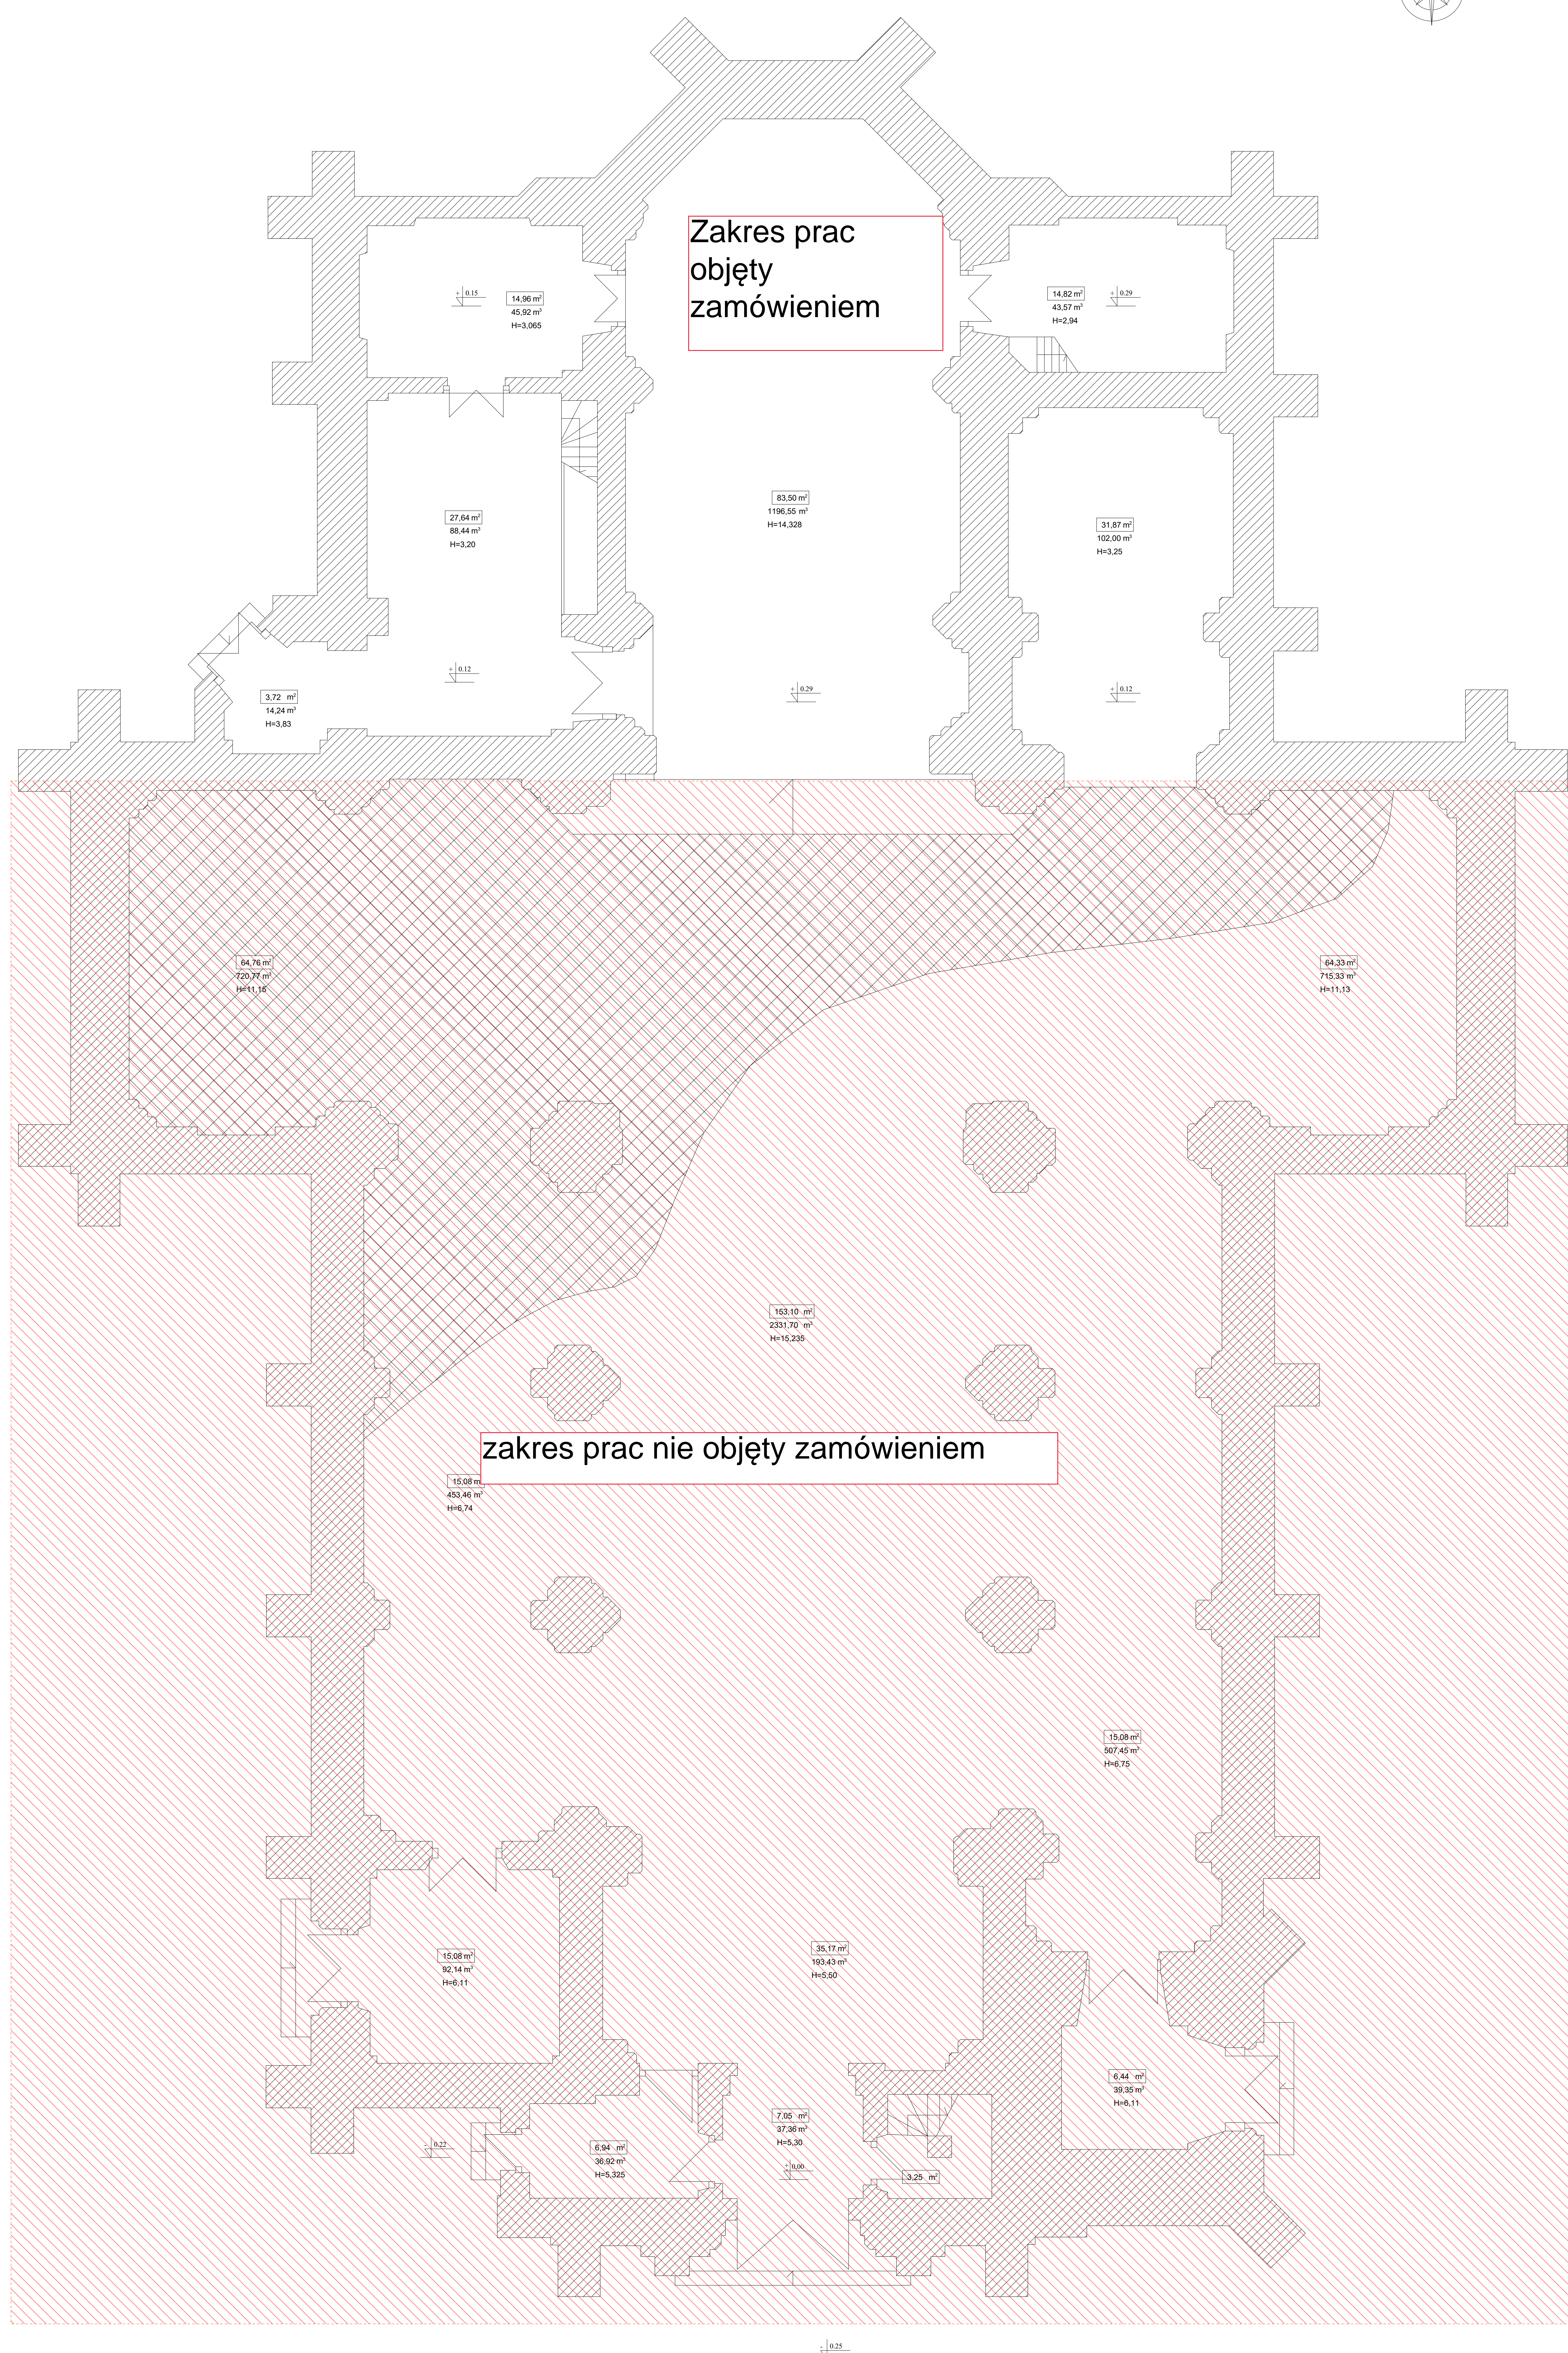 Zakres prac
objęty
zamówieniem
+ 0.15
14,96 m²
45,92 m³
H=3,065
14,82 m²
43,57 m³
H=2,94
+ 0.29
27,64 m²
88,44 m³
H=3,20
83,50 m²
1196,55 m³
H=14,328
31,87 m²
102,00 m³
H=3,25
+ 0.12
3,72 m²
14,24 m³
H=3,83
+ 0.29
+ 0.12
64,76 m²
720,77 m³
H=11,15
64,33 m²
715,33 m³
H=11,13
153,10 m²
2331,70 m³
H=15,235
zakres prac nie objęty zamówieniem
15,08 m
453,46 m³
H=6,74
15,08 m²
507,45 m³
H=6,75
15,08 m²
92,14 m³
H=6,11
35,17 m²
193,43 m³
H=5,50
6,44 m²
39,35 m³
H=6,11
7,05 m²
37,36 m³
H=5,30
- 0.22
6,94 m²
36,92 m³
H=5,325
+ 0,00
3,25 m²
- 0.25